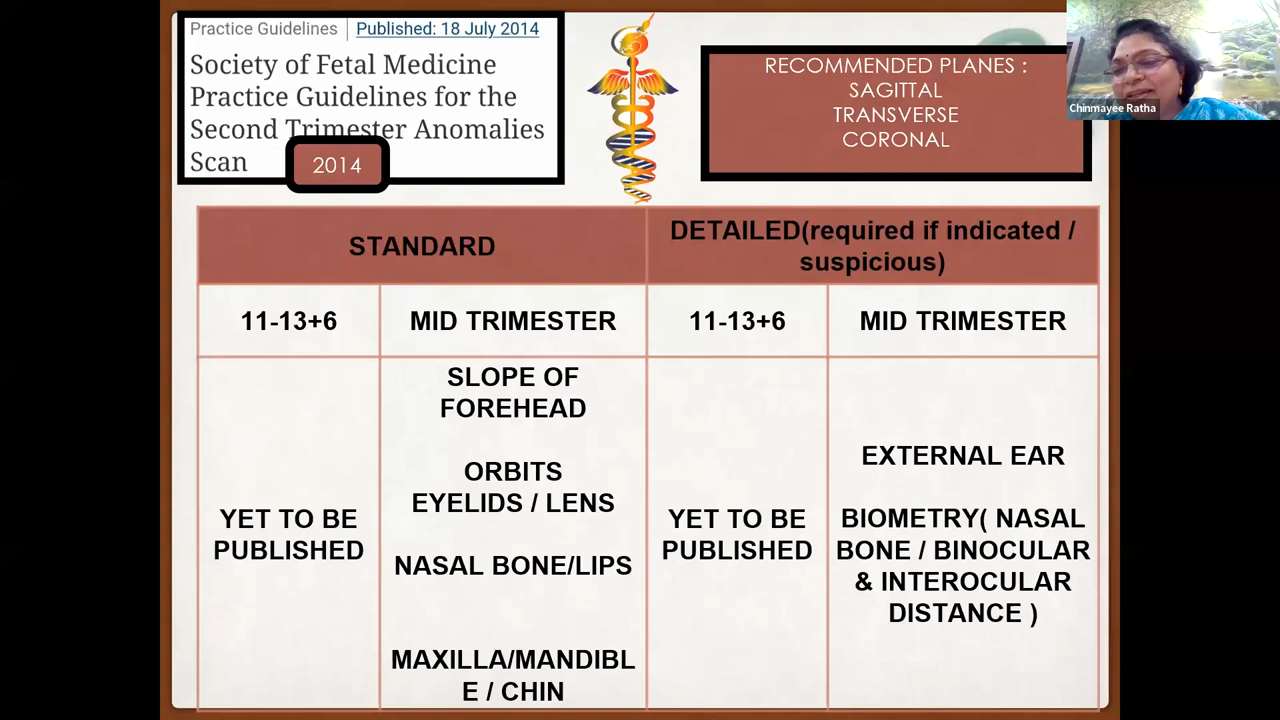 Practice Guidelines | Published: 18 July 2014
Society of Fetal Medicine
Practice Guidelines for the
Second Trimester Anomalies
Scan
2014
RECOMMENDED PLANES :
SAGITTAL
TRANSVERSE
CORONAL
Chinmayee Ratha
STANDARD
DETAILED(required if indicated /
suspicious)
11-13+6
MID TRIMESTER
11-13+6
MID TRIMESTER
YET TO BE
PUBLISHED
SLOPE OF
FOREHEAD
ORBITS
EYELIDS / LENS
NASAL BONE/LIPS
MAXILLA/MANDIBL
E / CHIN
YET TO BE
PUBLISHED
EXTERNAL EAR
BIOMETRY( NASAL
BONE / BINOCULAR
& INTEROCULAR
DISTANCE )